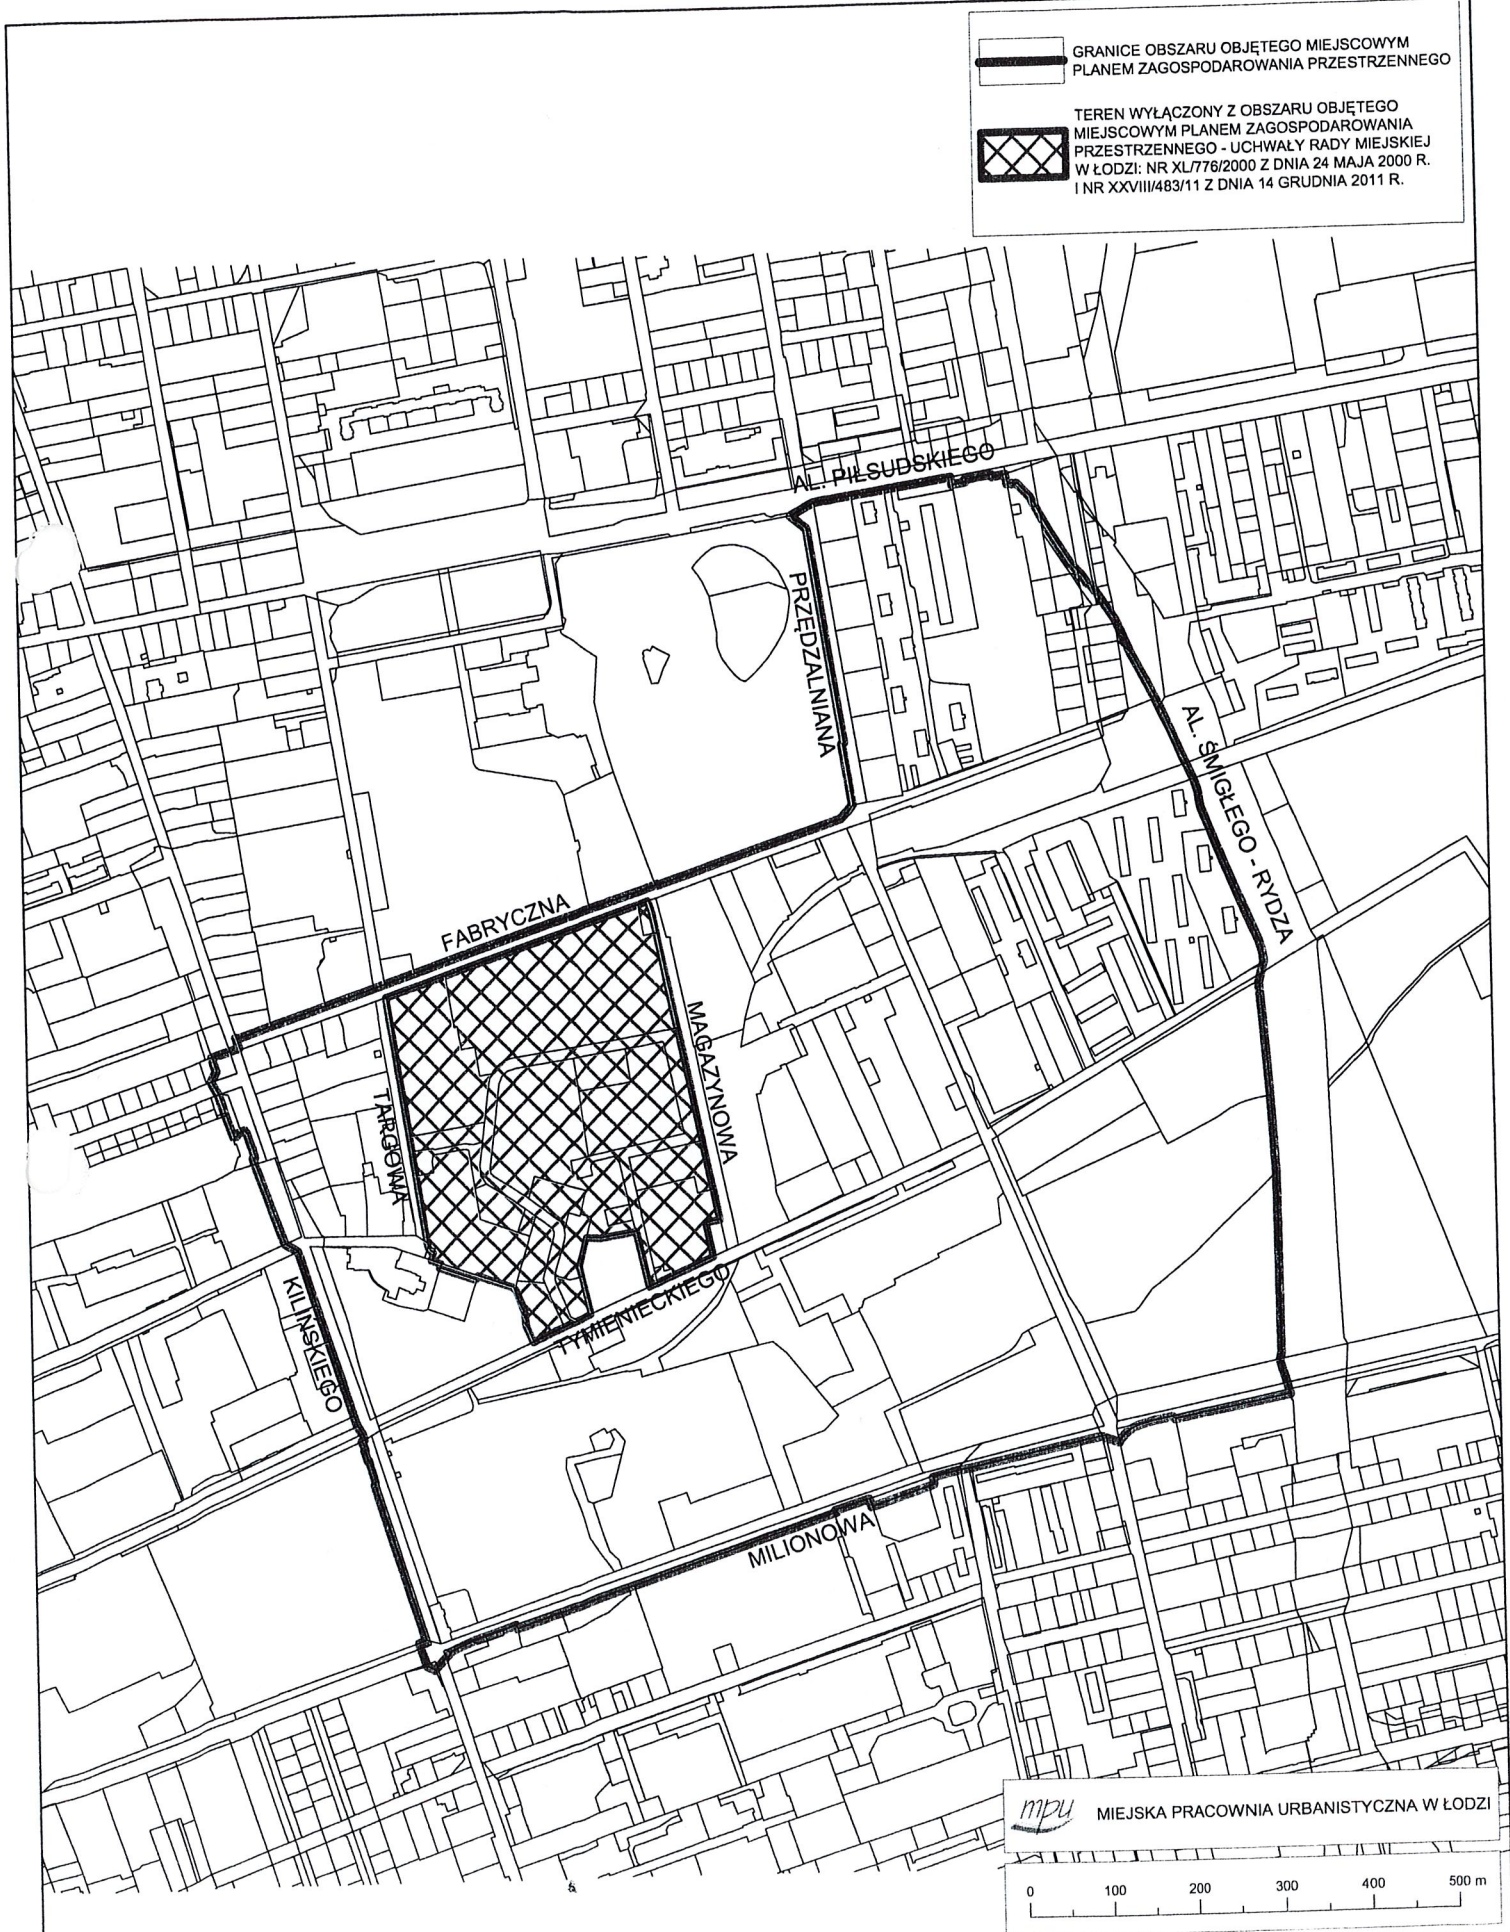 GRANICE OBSZARU OBJĘTEGO MIEJSCOWYM
PLANEM ZAGOSPODAROWANIA PRZESTRZENNEGO
TEREN WYŁĄCZONY Z OBSZARU OBJĘTEGO
MIEJSCOWYM PLANEM ZAGOSPODAROWANIA
PRZESTRZENNEGO - UCHWAŁY RADY MIEJSKIEJ
W ŁODZI: NR XL/776/2000 Z DNIA 24 MAJA 2000 R.
I NR XXVIII/483/11 Z DNIA 14 GRUDNIA 2011 R.
AL. PIŁSUDSKIEGO
PRZĘDZALNIANA
AL. ŚMIGŁEGO - RYDZA
FABRYCZNA
MAGAZYNOWA
TARGOWA
TYMIENIECKIEGO
KILIŃSKIEGO
MILIONOWA
mpu MIEJSKA PRACOWNIA URBANISTYCZNA W ŁODZI
0 100 200 300 400 500 m